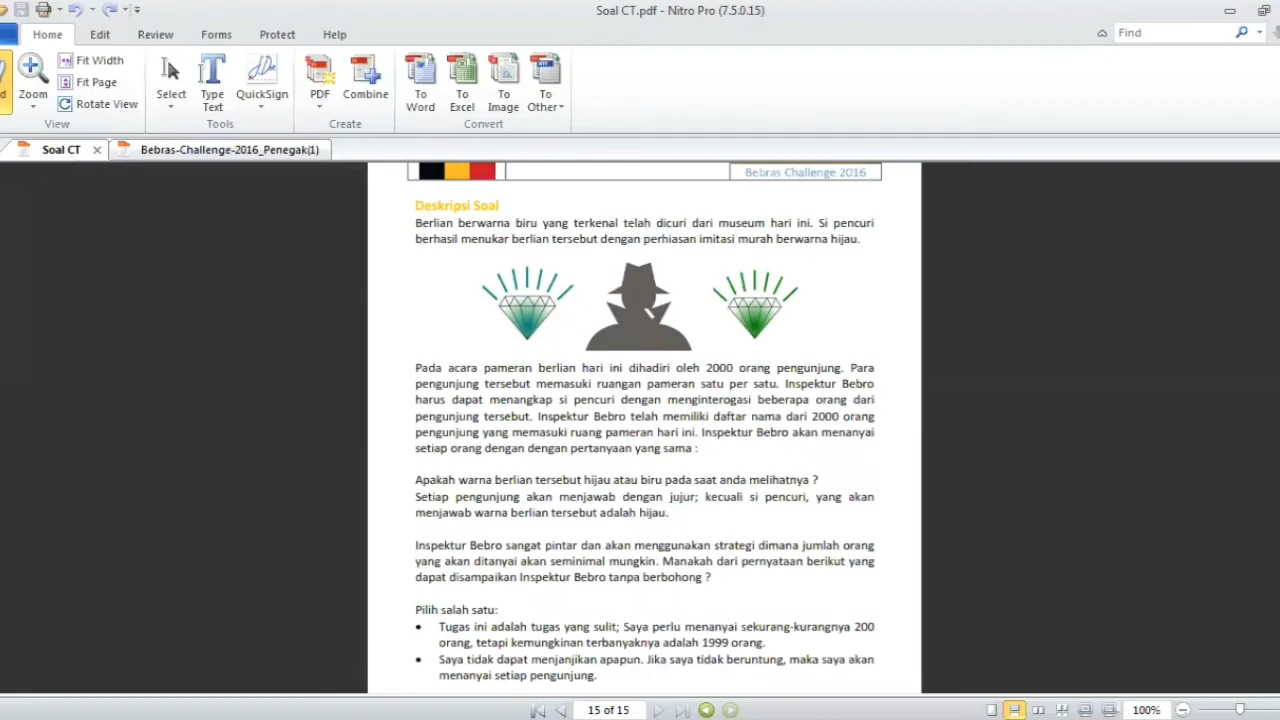 Soal CT.pdf - Nitro Pro (7.5.0.15)
Home Edit Review Forms Protect Help
Find
Zoom
Fit Width
Fit Page
Rotate View
Select
Type Text
QuickSign
PDF
Combine
To Word
To Excel
To Image
To Other
View Tools Create Convert
Soal CT
Bebras-Challenge-2016_Penegak(1)
Bebras Challenge 2016
Deskripsi Soal
Berlian berwarna biru yang terkenal telah dicuri dari museum hari ini. Si pencuri
berhasil menukar berlian tersebut dengan perhiasan imitasi murah berwarna hijau.
Pada acara pameran berlian hari ini dihadiri oleh 2000 orang pengunjung. Para
pengunjung tersebut memasuki ruangan pameran satu per satu. Inspektur Bebro
harus dapat menangkap si pencuri dengan menginterogasi beberapa orang dari
pengunjung tersebut. Inspektur Bebro telah memiliki daftar nama dari 2000 orang
pengunjung yang memasuki ruang pameran hari ini. Inspektur Bebro akan menanyai
setiap orang dengan dengan pertanyaan yang sama :
Apakah warna berlian tersebut hijau atau biru pada saat anda melihatnya ?
Setiap pengunjung akan menjawab dengan jujur; kecuali si pencuri, yang akan
menjawab warna berlian tersebut adalah hijau.
Inspektur Bebro sangat pintar dan akan menggunakan strategi dimana jumlah orang
yang akan ditanyai akan seminimal mungkin. Manakah dari pernyataan berikut yang
dapat disampaikan Inspektur Bebro tanpa berbohong ?
Pilih salah satu:
• Tugas ini adalah tugas yang sulit; Saya perlu menanyai sekurang-kurangnya 200
orang, tetapi kemungkinan terbanyaknya adalah 1999 orang.
• Saya tidak dapat menjanjikan apapun. Jika saya tidak beruntung, maka saya akan
menanyai setiap pengunjung.
15 of 15
100%